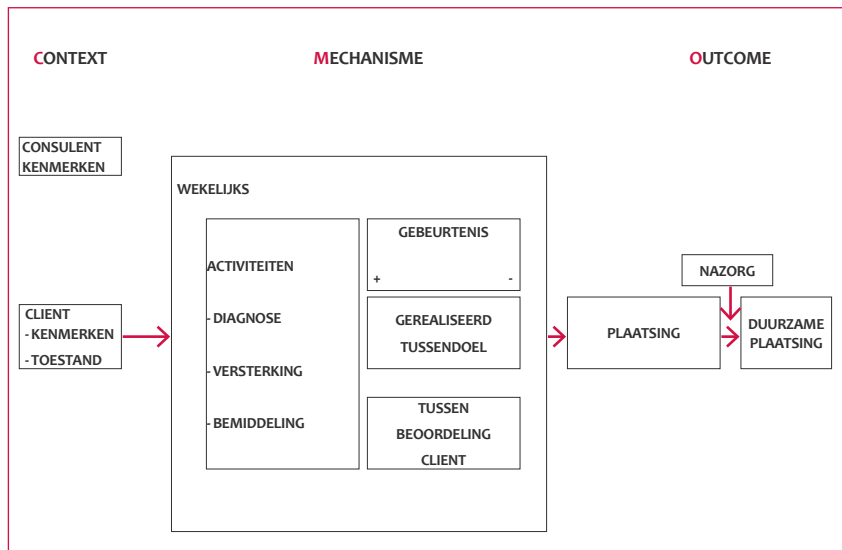 CONTEXT
MECHANISME
OUTCOME
CONSULENT
KENMERKEN
CLIENT
- KENMERKEN
- TOESTAND
WEKELIJKS
ACTIVITEITEN
- DIAGNOSE
- VERSTERKING
- BEMIDDELING
GEBEURTENIS
+ -
GEREALISEERD
TUSSENDOEL
TUSSEN
BEOORDELING
CLIENT
PLAATSING
NAZORG
DUURZAME
PLAATSING